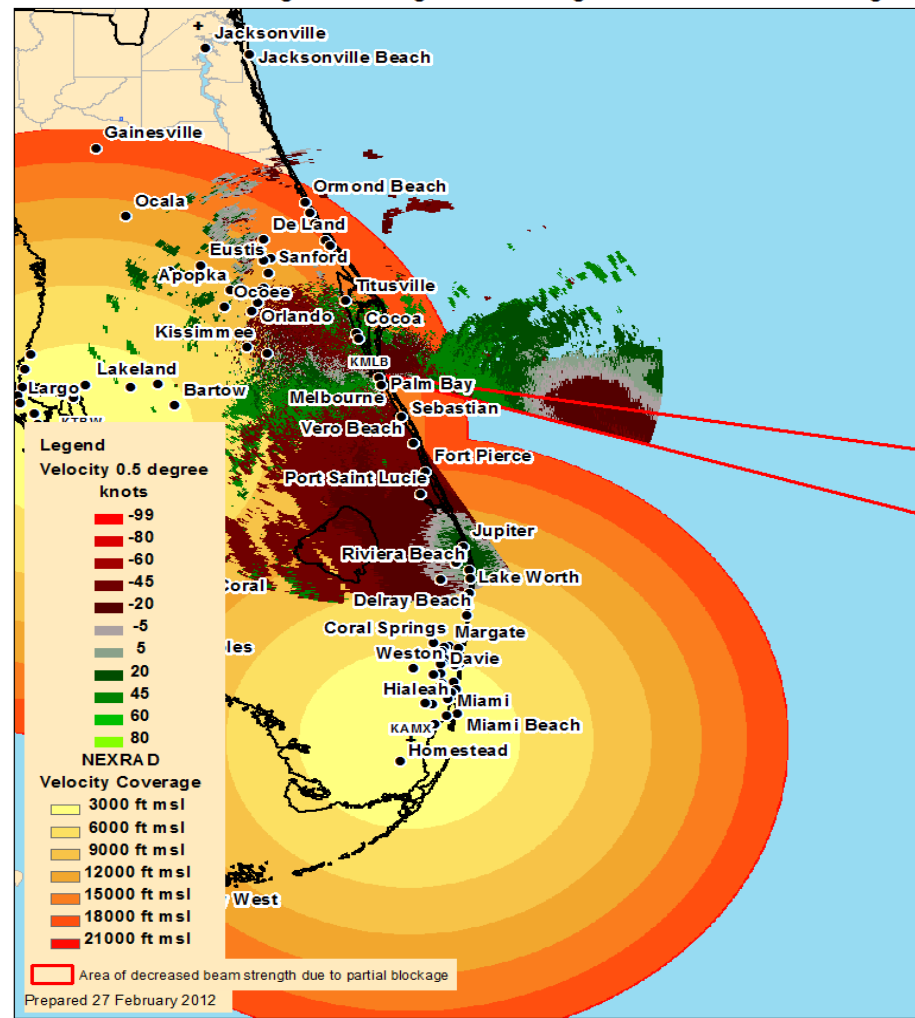 Jacksonville
Jacksonville Beach
Gainesville
Ormond Beach
Ocala
De Land
Eustis
Sanford
Apopka
Ocoee
Titusville
Orlando
Cocoa
Kissimmee
KMLB
Lakeland
Largo
Bartow
Palm Bay
Melbourne
Sebastian
Vero Beach
Fort Pierce
Port Saint Lucie
Jupiter
Riviera Beach
Lake Worth
Coral
Delray Beach
Coral Springs
Margate
les
Weston
Davie
Hialeah
Miami
KAMX
Miami Beach
Homestead
West
Legend
Velocity 0.5 degree
knots
-99
-80
-60
-45
-20
-5
5
20
45
60
80
NEXRAD
Velocity Coverage
3000 ft msl
6000 ft msl
9000 ft msl
12000 ft msl
15000 ft msl
18000 ft msl
21000 ft msl
Area of decreased beam strength due to partial blockage
Prepared 27 February 2012